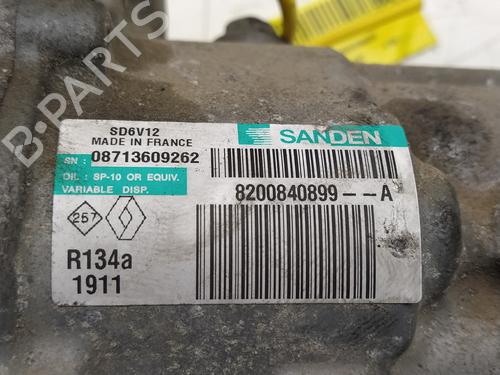 SD6V12
MADE IN FRANCE
SANDEN
SN : 08713609262
OIL : SP-10 OR EQUIV.
VARIABLE DISP.
8200840899--A
257
R134a
1911
B-PARTS